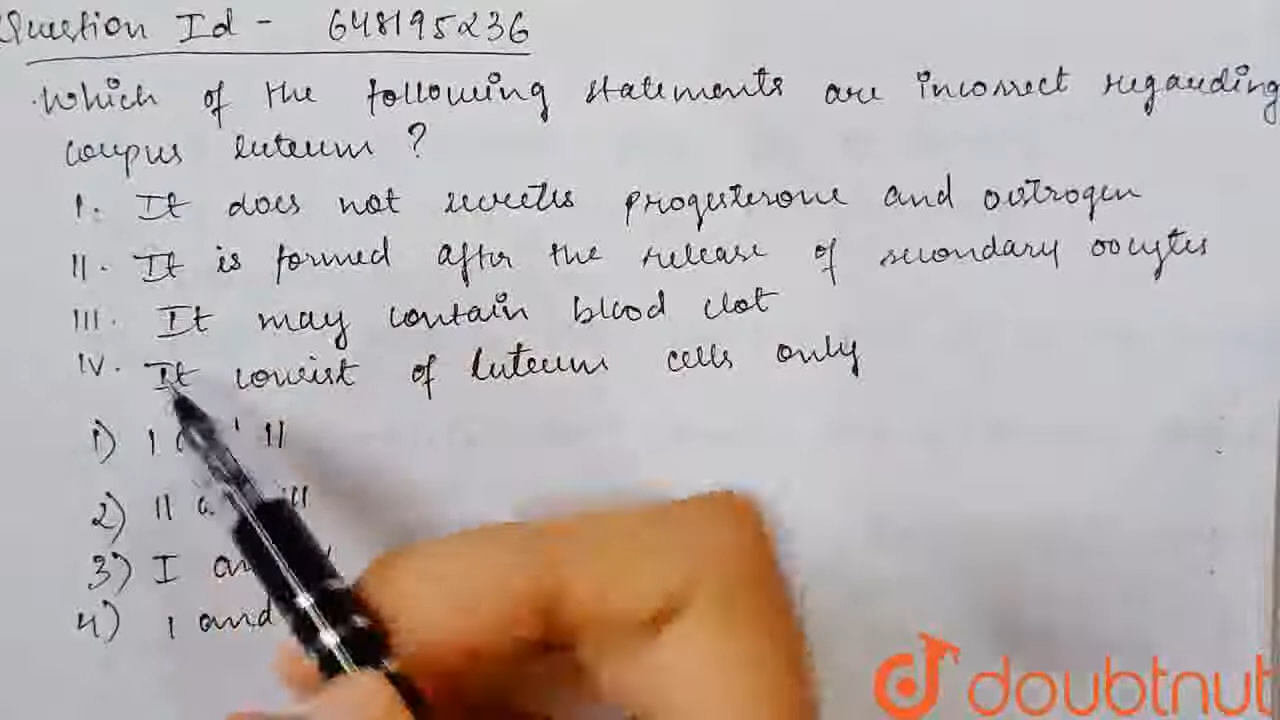 Question Id - 648195236
Which of the following statements are incorrect regarding
corpus luteum ?
I. It does not secretes progesterone and oestrogen
II. It is formed after the release of secondary oocytes
III. It may contain blood clot
IV. It consist of luteum cells only
1) I II
2) II
3) I
4) I and
doubtnut